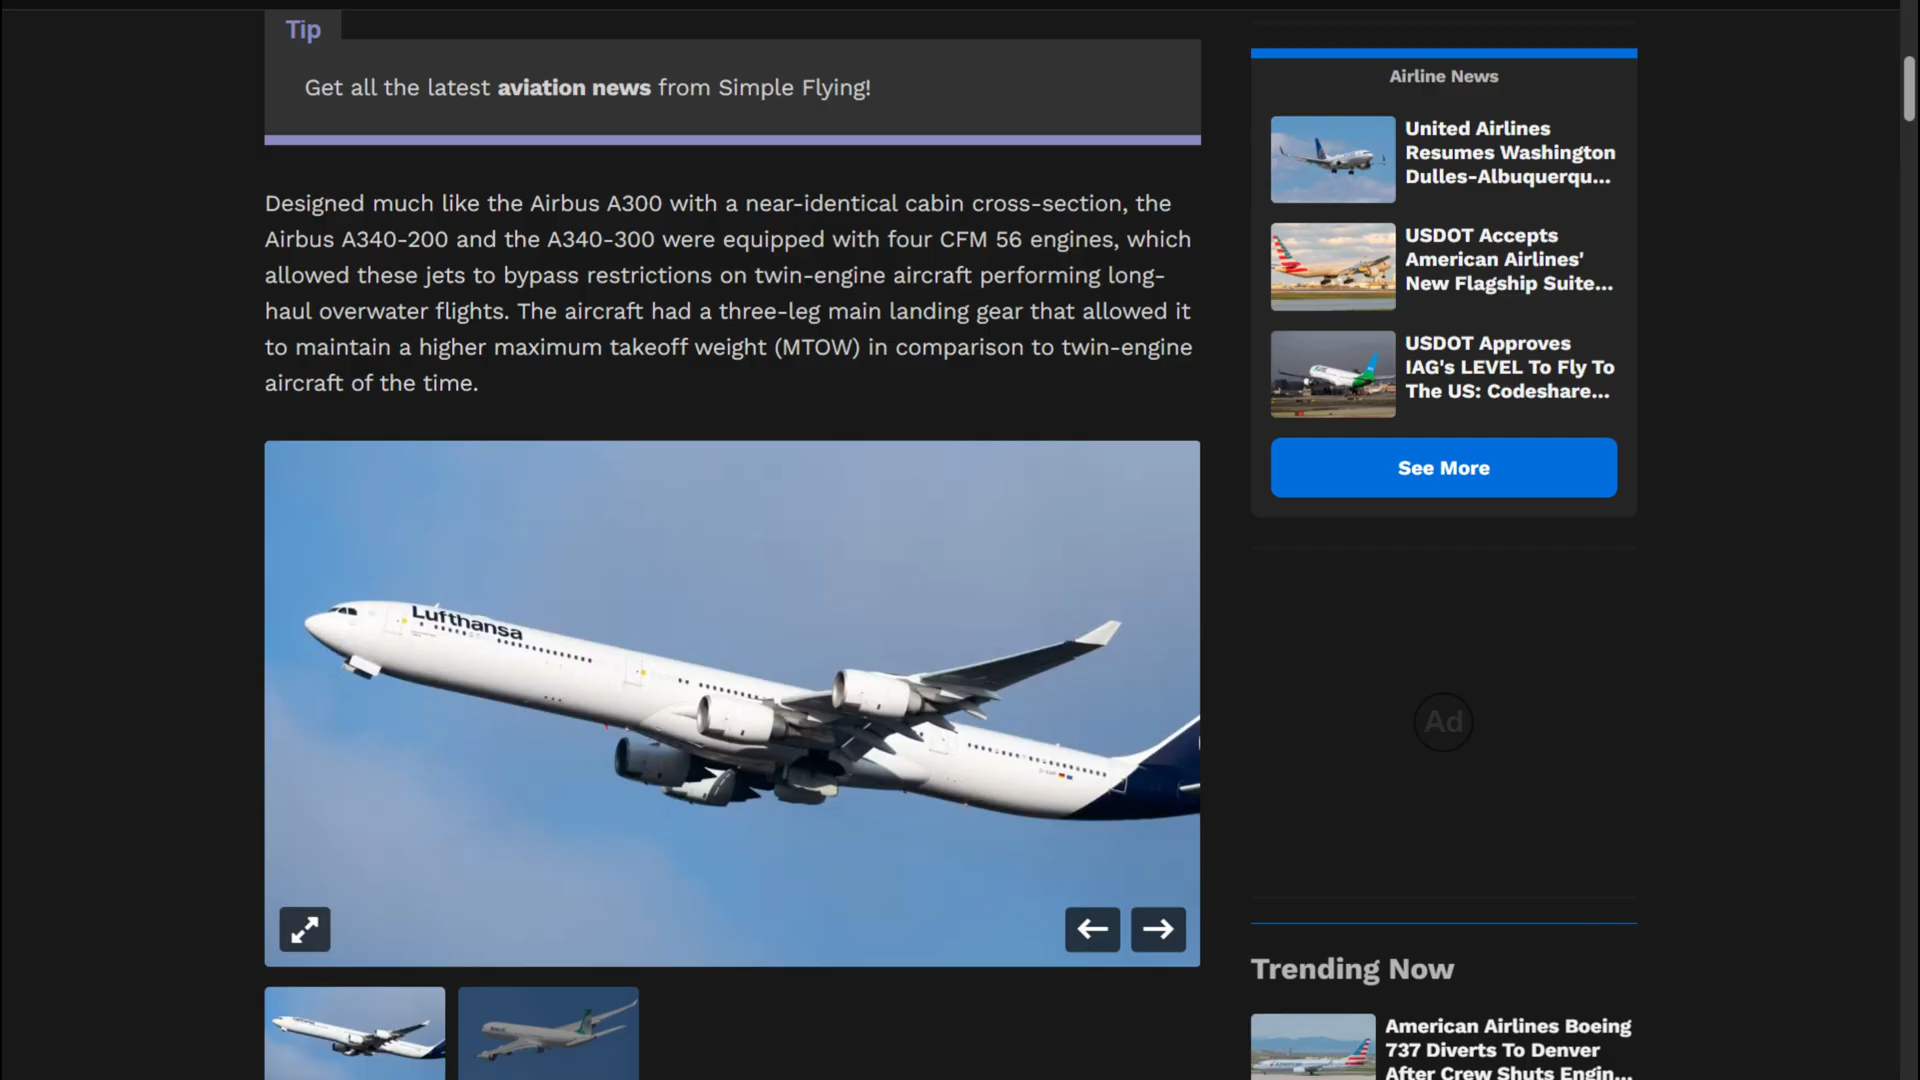 Tip
Get all the latest aviation news from Simple Flying!
Designed much like the Airbus A300 with a near-identical cabin cross-section, the
Airbus A340-200 and the A340-300 were equipped with four CFM 56 engines, which
allowed these jets to bypass restrictions on twin-engine aircraft performing long-
haul overwater flights. The aircraft had a three-leg main landing gear that allowed it
to maintain a higher maximum takeoff weight (MTOW) in comparison to twin-engine
aircraft of the time.
Lufthansa
Airline News
United Airlines
Resumes Washington
Dulles-Albuquerqu...
USDOT Accepts
American Airlines'
New Flagship Suite...
USDOT Approves
IAG's LEVEL To Fly To
The US: Codeshare...
See More
Ad
Trending Now
American Airlines Boeing
737 Diverts To Denver
After Crew Shuts Engin...